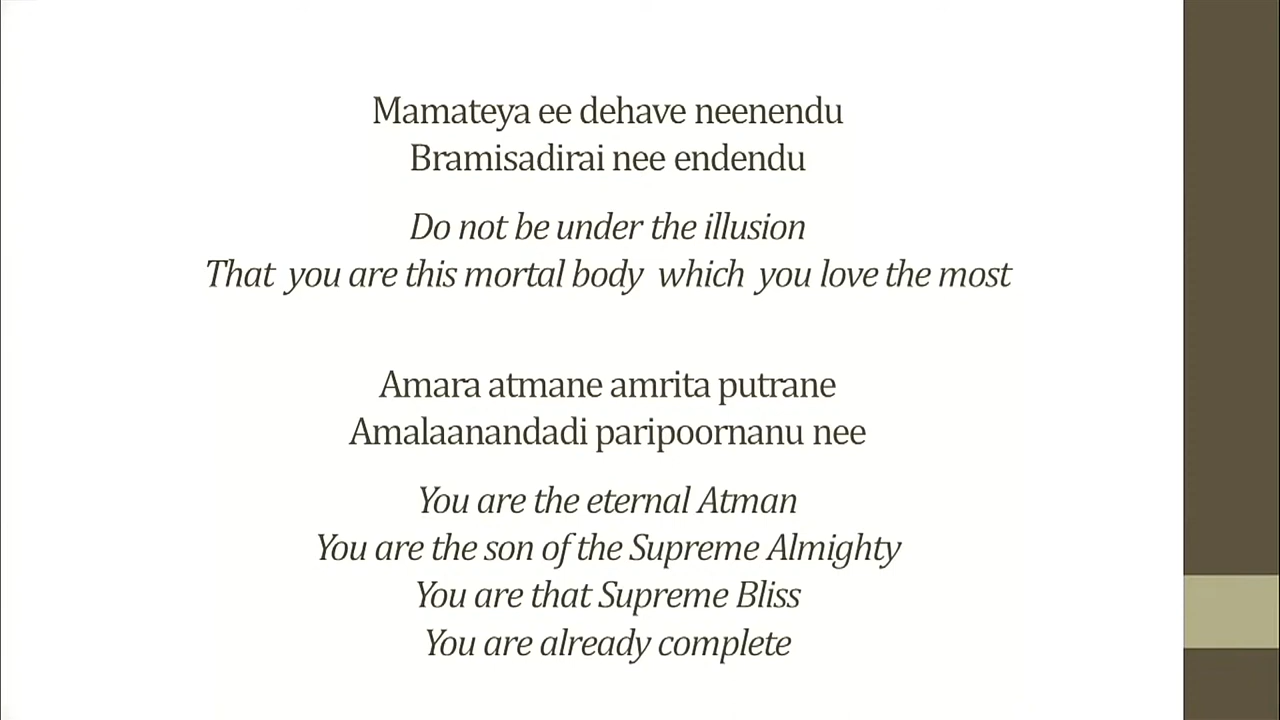 Mamateya ee dehave neenendu
Bramisadirai nee endendu
Do not be under the illusion
That you are this mortal body which you love the most
Amara atmane amrita putrane
Amalaanandadi paripoornanu nee
You are the eternal Atman
You are the son of the Supreme Almighty
You are that Supreme Bliss
You are already complete